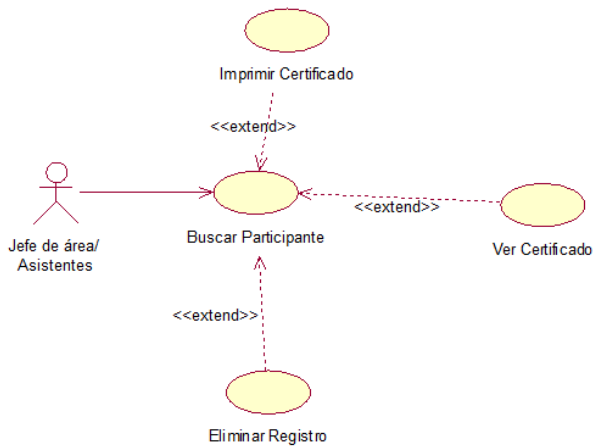 Imprimir Certificado
<<extend>>
Buscar Participante
<<extend>>
Ver Certificado
Jefe de área/
Asistentes
<<extend>>
Eliminar Registro